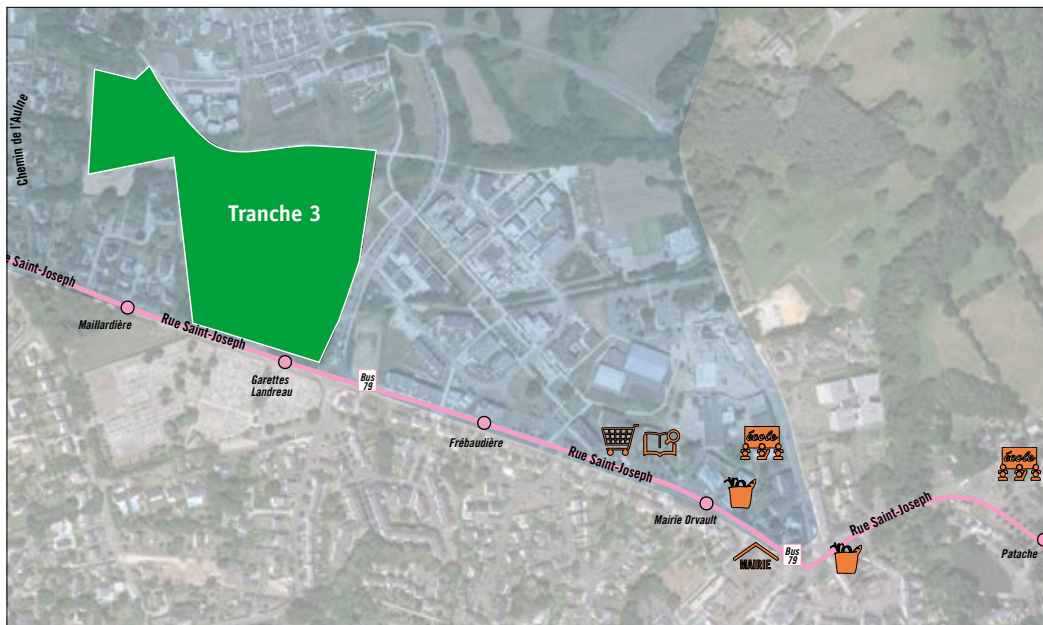 Chemin de l'Aulne
Tranche 3
e Saint-Joseph
Maillardière
Rue Saint-Joseph
Garettes
Landreau
Bus
79
Frébaudière
Rue Saint-Joseph
école
école
Mairie Orvault
Rue Saint-Joseph
MAIRIE
Bus
79
Patache